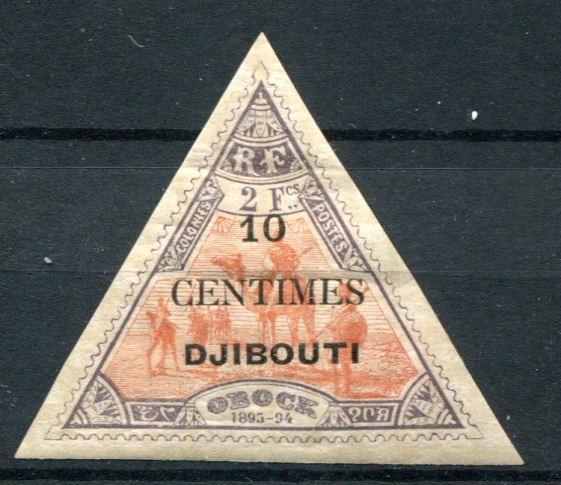 RF
2 Fcs
10
COLONIES
POSTES
CENTIMES
DJIBOUTI
OBOCK
1893-94